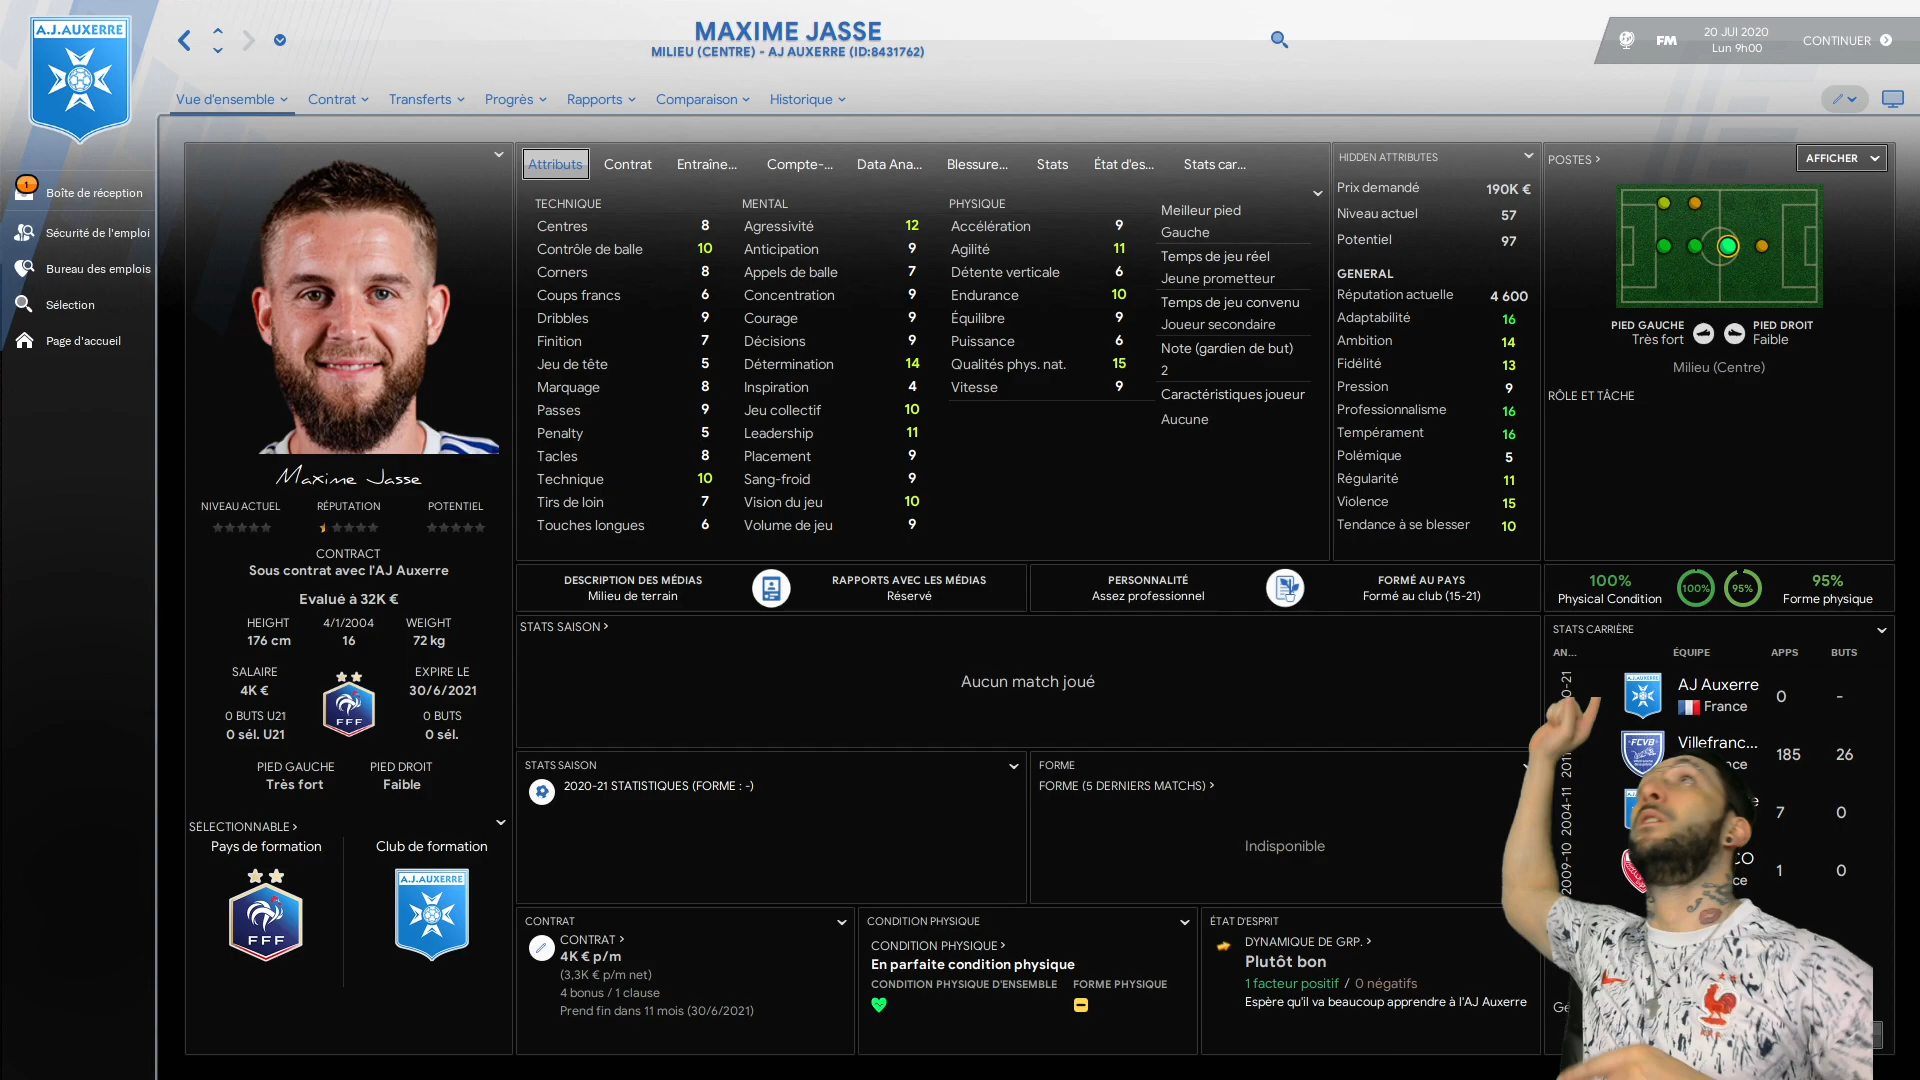 A.J.AUXERRE
MAXIME JASSE
MILIEU (CENTRE) - AJ AUXERRE (ID:8431762)
FM
20 JUI 2020
Lun 9h00
CONTINUER
Vue d'ensemble
Contrat
Transferts
Progrès
Rapports
Comparaison
Historique
1
Boîte de réception
Sécurité de l'emploi
Bureau des emplois
Sélection
Page d'accueil
Maxime Jasse
NIVEAU ACTUEL
RÉPUTATION
POTENTIEL
CONTRACT
Sous contrat avec l'AJ Auxerre
Evalué à 32K €
HEIGHT
4/1/2004
WEIGHT
176 cm
16
72 kg
SALAIRE
EXPIRE LE
4K €
30/6/2021
0 BUTS U21
0 BUTS
0 sél. U21
FFF
0 sél.
PIED GAUCHE
PIED DROIT
Très fort
Faible
SÉLECTIONNABLE >
Pays de formation
Club de formation
FFF
A.J.AUXERRE
Attributs
Contrat
Entraîne...
Compte-...
Data Ana...
Blessure...
Stats
État d'es...
Stats car...
TECHNIQUE
Centres 8
Contrôle de balle 10
Corners 8
Coups francs 6
Dribbles 9
Finition 7
Jeu de tête 5
Marquage 8
Passes 9
Penalty 5
Tacles 8
Technique 10
Tirs de loin 7
Touches longues 6
MENTAL
Agressivité 12
Anticipation 9
Appels de balle 7
Concentration 9
Courage 9
Décisions 9
Détermination 14
Inspiration 4
Jeu collectif 10
Leadership 11
Placement 9
Sang-froid 9
Vision du jeu 10
Volume de jeu 9
PHYSIQUE
Accélération 9
Agilité 11
Détente verticale 6
Endurance 10
Équilibre 9
Puissance 6
Qualités phys. nat. 15
Vitesse 9
Meilleur pied
Gauche
Temps de jeu réel
Jeune prometteur
Temps de jeu convenu
Joueur secondaire
Note (gardien de but)
2
Caractéristiques joueur
Aucune
HIDDEN ATTRIBUTES
Prix demandé 190K €
Niveau actuel 57
Potentiel 97
GENERAL
Réputation actuelle 4 600
Adaptabilité 16
Ambition 14
Fidélité 13
Pression 9
Professionnalisme 16
Tempérament 16
Polémique 5
Régularité 11
Violence 15
Tendance à se blesser 10
POSTES >
AFFICHER
PIED GAUCHE
Très fort
PIED DROIT
Faible
Milieu (Centre)
RÔLE ET TÂCHE
DESCRIPTION DES MÉDIAS
Milieu de terrain
RAPPORTS AVEC LES MÉDIAS
Réservé
PERSONNALITÉ
Assez professionnel
FORMÉ AU PAYS
Formé au club (15-21)
100%
Physical Condition
100%
95%
95%
Forme physique
STATS SAISON >
Aucun match joué
STATS SAISON
2020-21 STATISTIQUES (FORME : -)
FORME
FORME (5 DERNIERS MATCHS) >
Indisponible
CONTRAT
CONTRAT >
4K € p/m
(3,3K € p/m net)
4 bonus / 1 clause
Prend fin dans 11 mois (30/6/2021)
CONDITION PHYSIQUE
CONDITION PHYSIQUE >
En parfaite condition physique
CONDITION PHYSIQUE D'ENSEMBLE
FORME PHYSIQUE
ÉTAT D'ESPRIT
DYNAMIQUE DE GRP. >
Plutôt bon
1 facteur positif / 0 négatifs
Espère qu'il va beaucoup apprendre à l'AJ Auxerre
STATS CARRIÈRE
AN...
ÉQUIPE
APPS
BUTS
AJ Auxerre
France
0 -
FCVB
Villefranc...
185 26
2004-11
7 0
2009-10
1 0